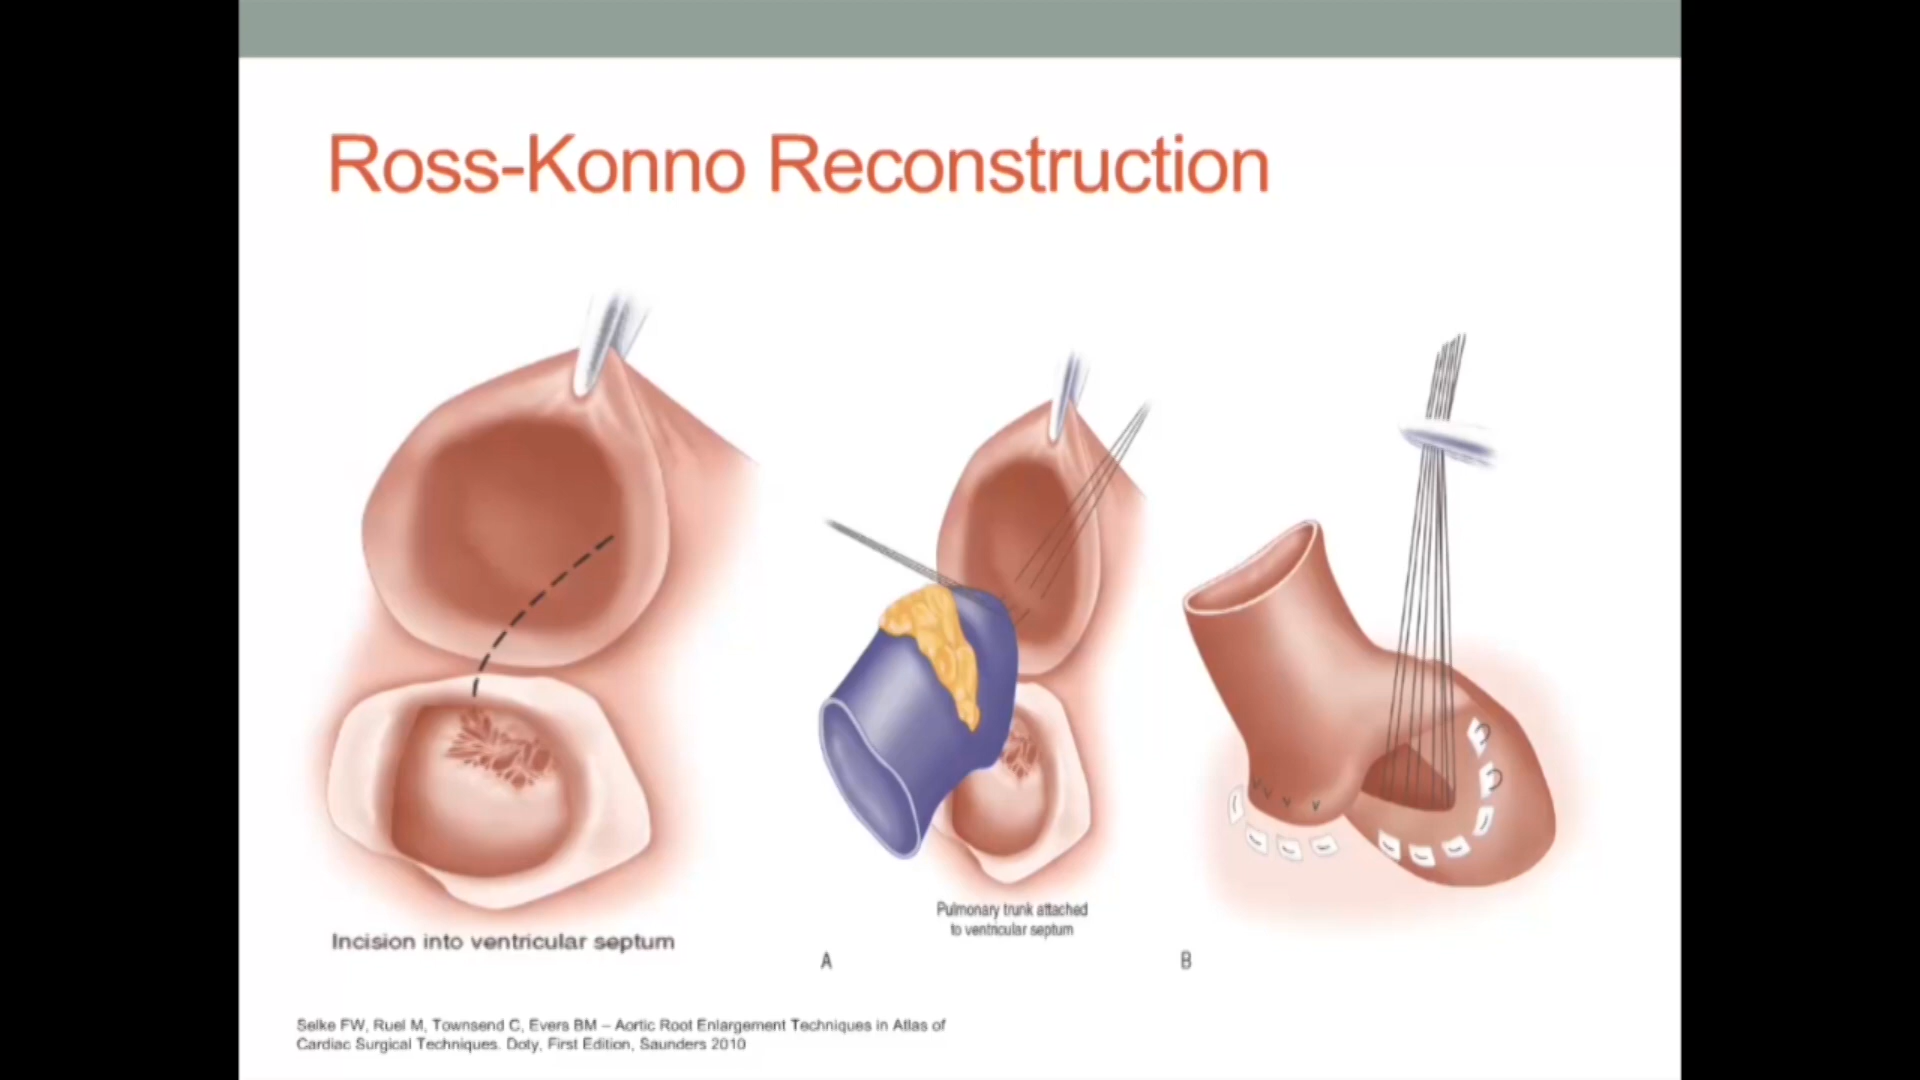 Ross-Konno Reconstruction
Incision into ventricular septum
Pulmonary trunk attached
to ventricular septum
A
B
Selke FW, Ruel M, Townsend C, Evers BM – Aortic Root Enlargement Techniques in Atlas of
Cardiac Surgical Techniques. Doty, First Edition, Saunders 2010